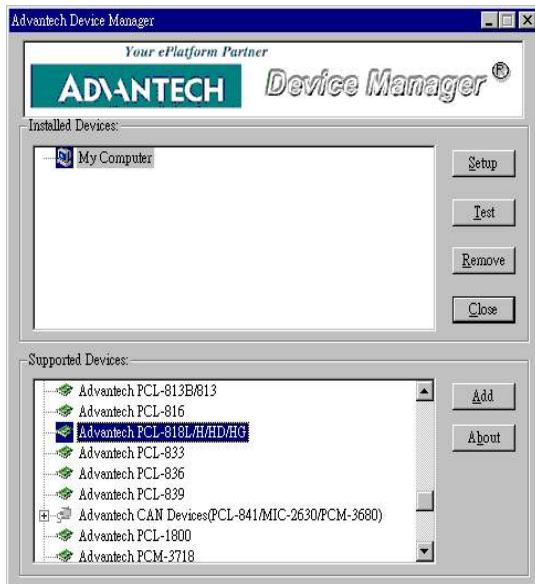 Advantech Device Manager
Your ePlatform Partner
ADVANTECH Device Manager ®
Installed Devices:
My Computer
Setup
Test
Remove
Close
Supported Devices:
Advantech PCL-813B/813
Advantech PCL-816
Advantech PCL-818L/H/HD/HG
Advantech PCL-833
Advantech PCL-836
Advantech PCL-839
Advantech CAN Devices(PCL-841/MIC-2630/PCM-3680)
Advantech PCL-1800
Advantech PCM-3718
Add
About